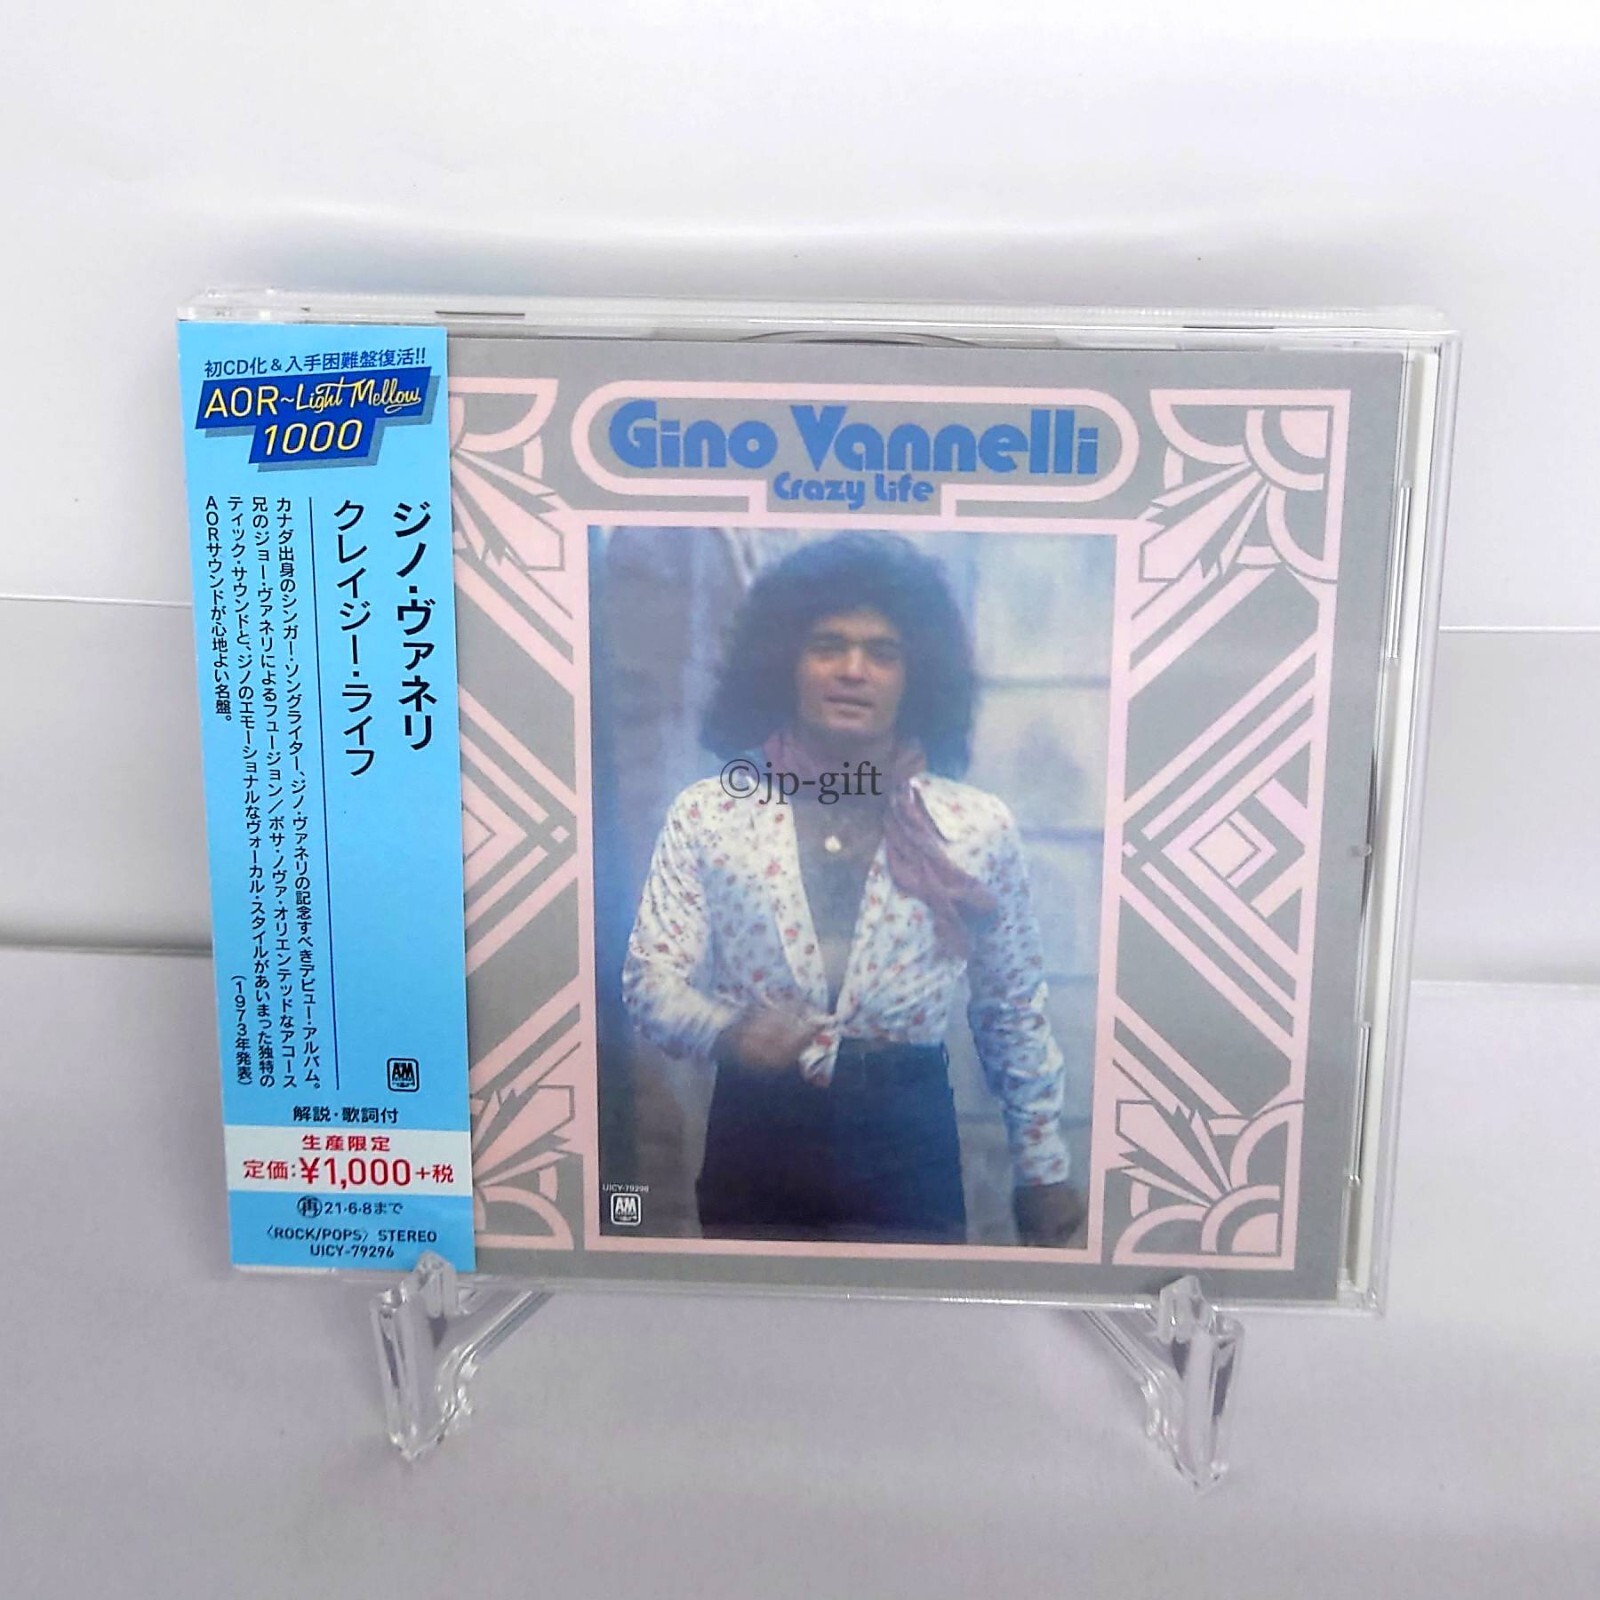 初CD化&入手困難盤復活!!
AOR~Light Mellow
1000
ジノ・ヴァネリ
クレイジー・ライフ
カナダ出身のシンガー・ソングライター、ジノ・ヴァネリの記念すべきデビュー・アルバム。
兄のジョー・ヴァネリによるフュージョン/ボサ・ノヴァ・オリエンテッドなアコース
ティック・サウンドと、ジノのエモーショナルなヴォーカル・スタイルがあいまった独特の
AORサウンドが心地よい名盤。
(1973年発表)
AM
解説・歌詞付
生産限定
定価:¥1,000+税
再21・6・8まで
〈ROCK/POPS〉 STEREO
UICY-79296
Gino Vannelli
Crazy Life
©jp-gift
UICY-79296
AM